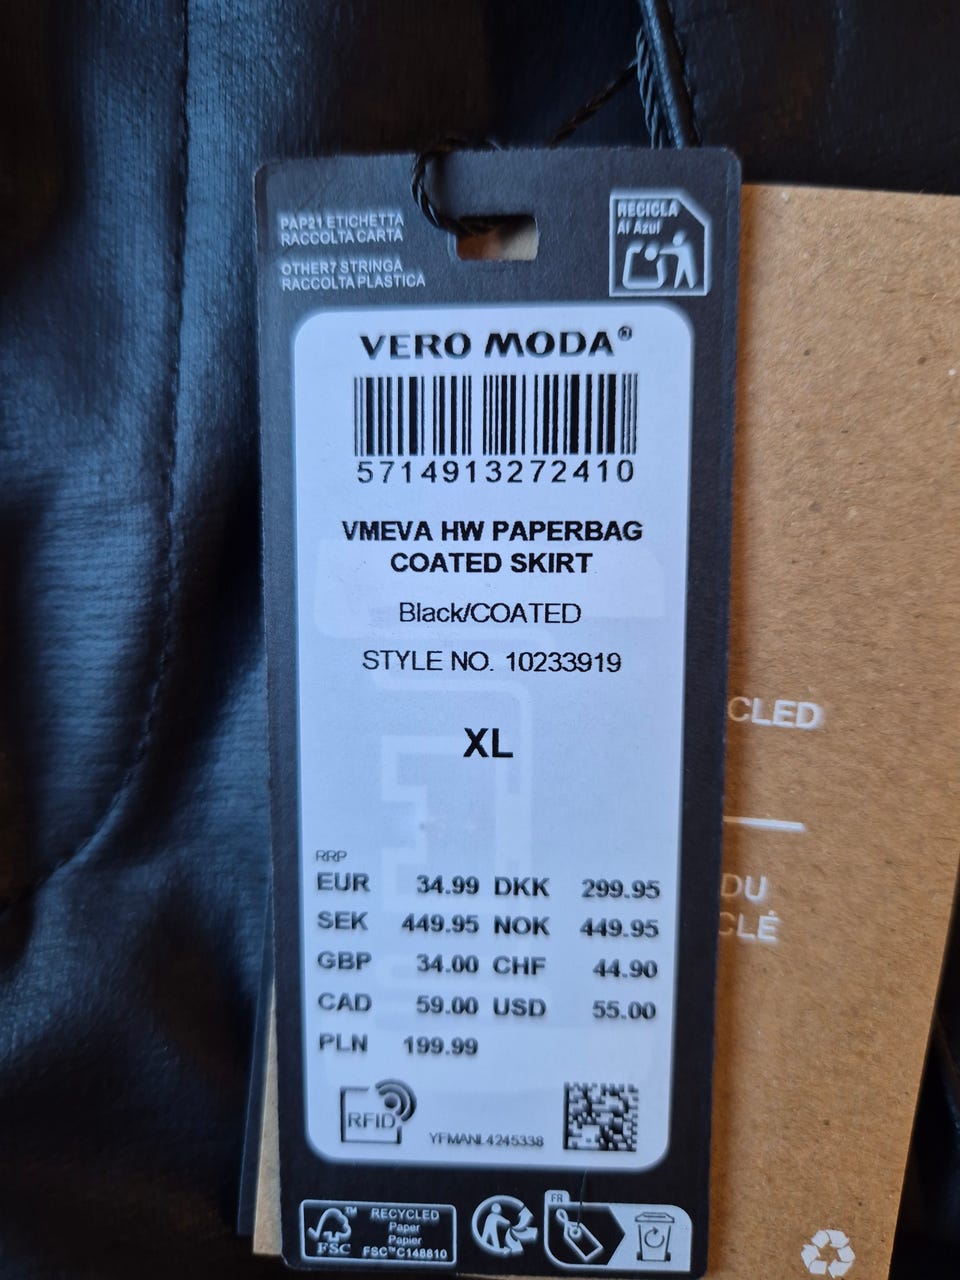 PAP21 ETICHETTA
RACCOLTA CARTA
OTHER7 STRINGA
RACCOLTA PLASTICA
RECICLA
Al Azul
VERO MODA®
5714913272410
VMEVA HW PAPERBAG
COATED SKIRT
Black/COATED
STYLE NO. 10233919
XL
RRP
EUR 34.99 DKK 299.95
SEK 449.95 NOK 449.95
GBP 34.00 CHF 44.90
CAD 59.00 USD 55.00
PLN 199.99
RFID
YFMANL4245338
FSC™
RECYCLED
Paper
Papier
FSC™C148810
FR
CLED
DU
CLÉ